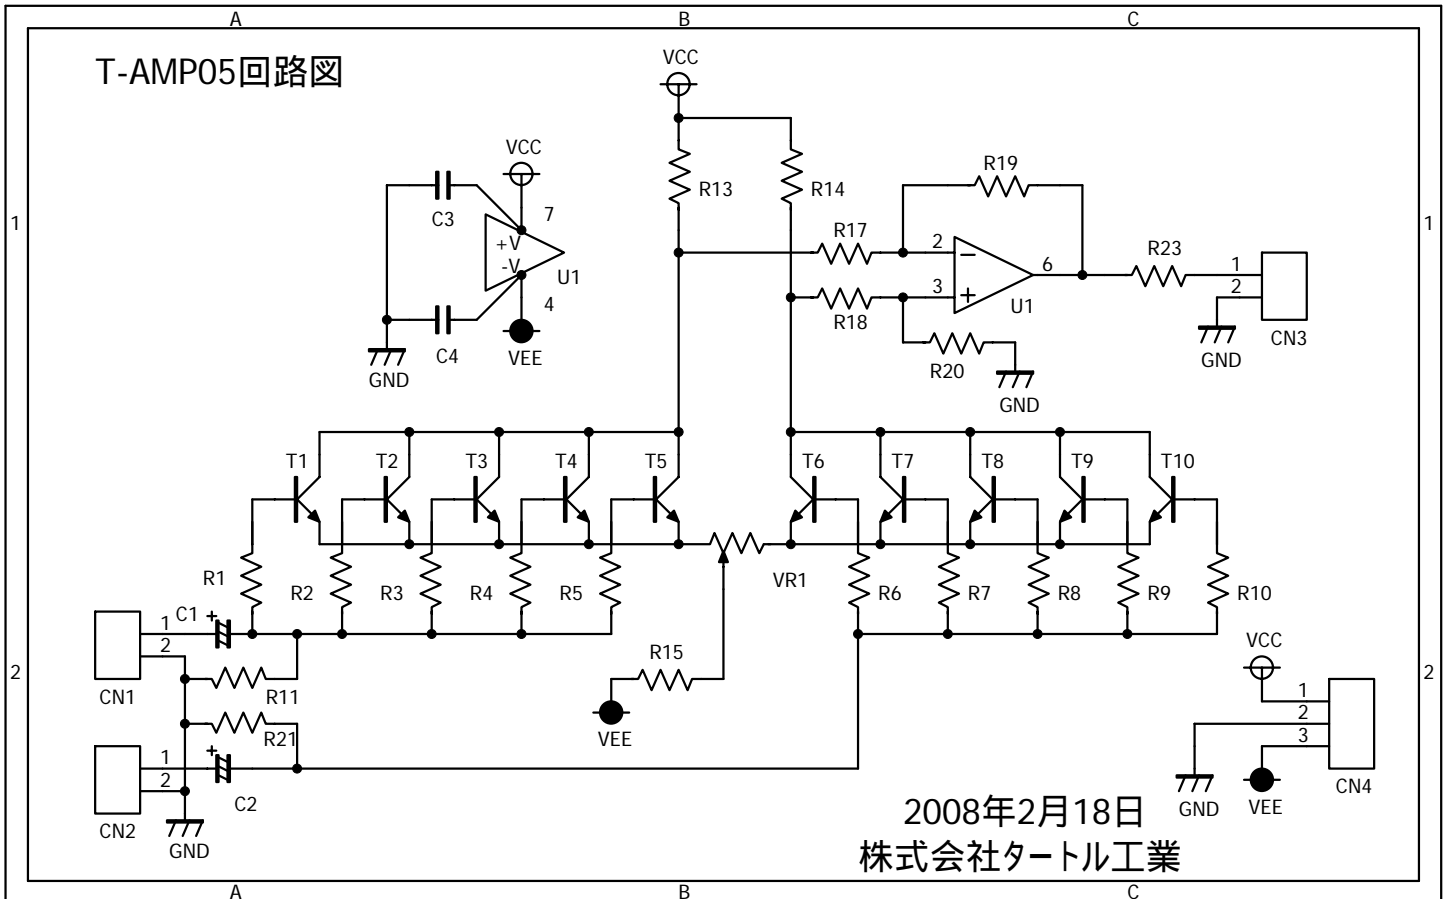 A B C
T-AMP05回路図
VCC
VCC
R13 R14 R19
C3 7
+V
-V
U1
4
C4 VEE
GND
1 1
R17 2 − 6 R23 1
R18 3 + U1 2
R20 GND CN3
GND
T1 T2 T3 T4 T5 T6 T7 T8 T9 T10
R1 R2 R3 R4 R5 VR1 R6 R7 R8 R9 R10
C1 +
1
2
CN1
R11
R15
VEE
2 2
R21
+
1
2
C2
CN2
GND
VCC
1
2
3
GND VEE CN4
2008年2月18日
株式会社タートル工業
A B C